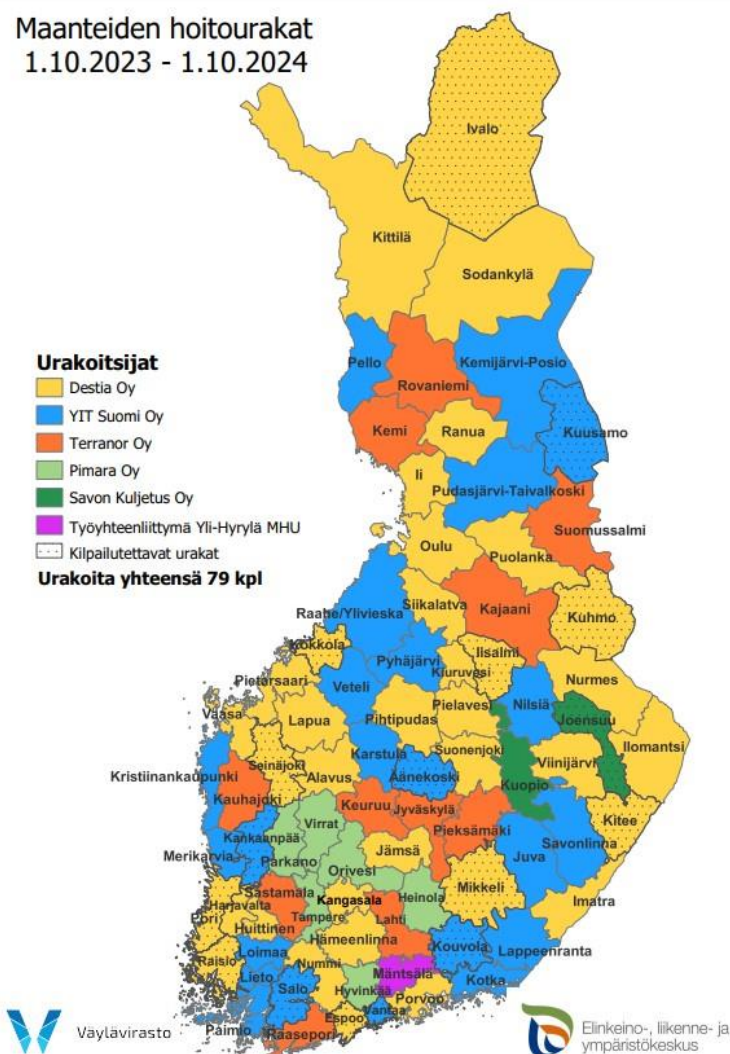 Maanteiden hoitourakat
1.10.2023 - 1.10.2024
Ivalo
Kittilä
Sodankylä
Urakoitsijat
Destia Oy
YIT Suomi Oy
Terranor Oy
Pimara Oy
Savon Kuljetus Oy
Työyhteenliittymä Yli-Hyrylä MHU
Kilpailutettavat urakat
Urakoita yhteensä 79 kpl
Pello
Kemijärvi-Posio
Rovaniemi
Kemi
Ranua
Kuusamo
Ii
Pudasjärvi-Taivalkoski
Suomussalmi
Oulu
Puolanka
Siikalatva
Kajaani
Raahe/Ylivieska
Kuhmo
Kokkola
Pyhäjärvi
Iisalmi
Kiuruvesi
Nurmes
Pietarsaari
Veteli
Pielavesi
Nilsiä
Vaasa
Lapua
Pihtipudas
Joensuu
Ilomantsi
Karstula
Suonenjoki
Viinijärvi
Seinäjoki
Kristiinankaupunki
Alavus
Äänekoski
Kuopio
Kauhajoki
Keuruu
Jyväskylä
Kitee
Virrat
Pieksämäki
Kankaanpää
Savonlinna
Merikarvia
Parkano
Jämsä
Juva
Orivesi
Mikkeli
Sastamala
Kangasala
Heinola
Imatra
Harjavalta
Pori
Tampere
Lahti
Huittinen
Hämeenlinna
Kouvola
Loimaa
Lappeenranta
Raisio
Nummi
Lieto
Mäntsälä
Kotka
Salo
Hyvinkää
Porvoo
Vantaa
Espoo
Paimio
Raasepori
Väylävirasto
Elinkeino-, liikenne- ja
ympäristökeskus